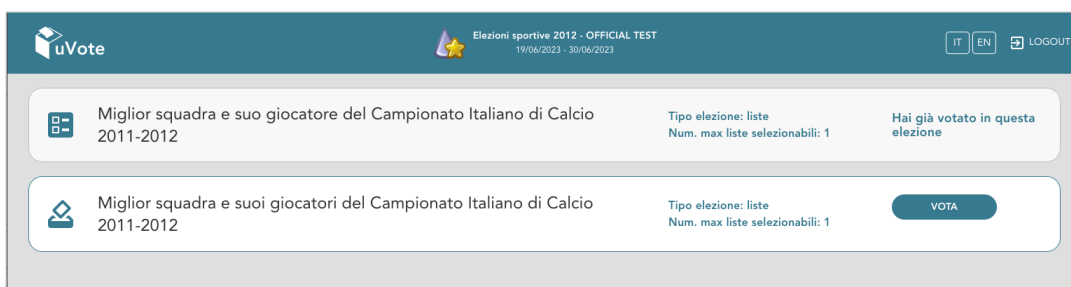 uVote
Elezioni sportive 2012 - OFFICIAL TEST
19/06/2023 - 30/06/2023
IT EN LOGOUT
Miglior squadra e suo giocatore del Campionato Italiano di Calcio
2011-2012
Tipo elezione: liste
Num. max liste selezionabili: 1
Hai già votato in questa
elezione
Miglior squadra e suoi giocatori del Campionato Italiano di Calcio
2011-2012
Tipo elezione: liste
Num. max liste selezionabili: 1
VOTA